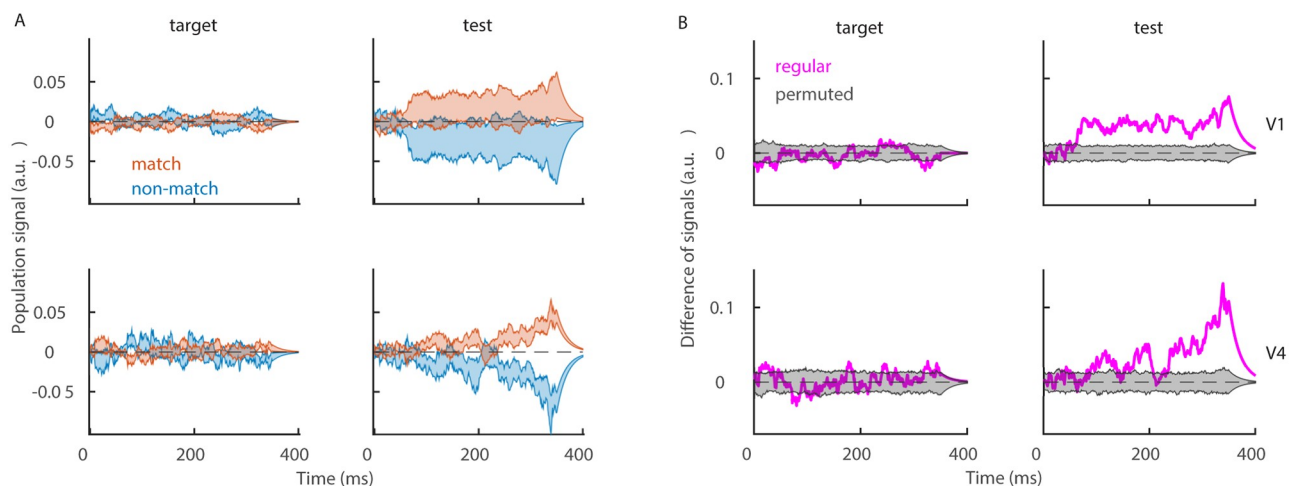 A
target
test
B
target
test
Population signal (a.u. )
0.05
0
-0.05
match
non-match
Difference of signals (a.u. )
0.1
0
regular
permuted
V1
0.05
0
-0.05
0.1
0
V4
0
200
400
0
200
400
0
200
400
0
200
400
Time (ms)
Time (ms)